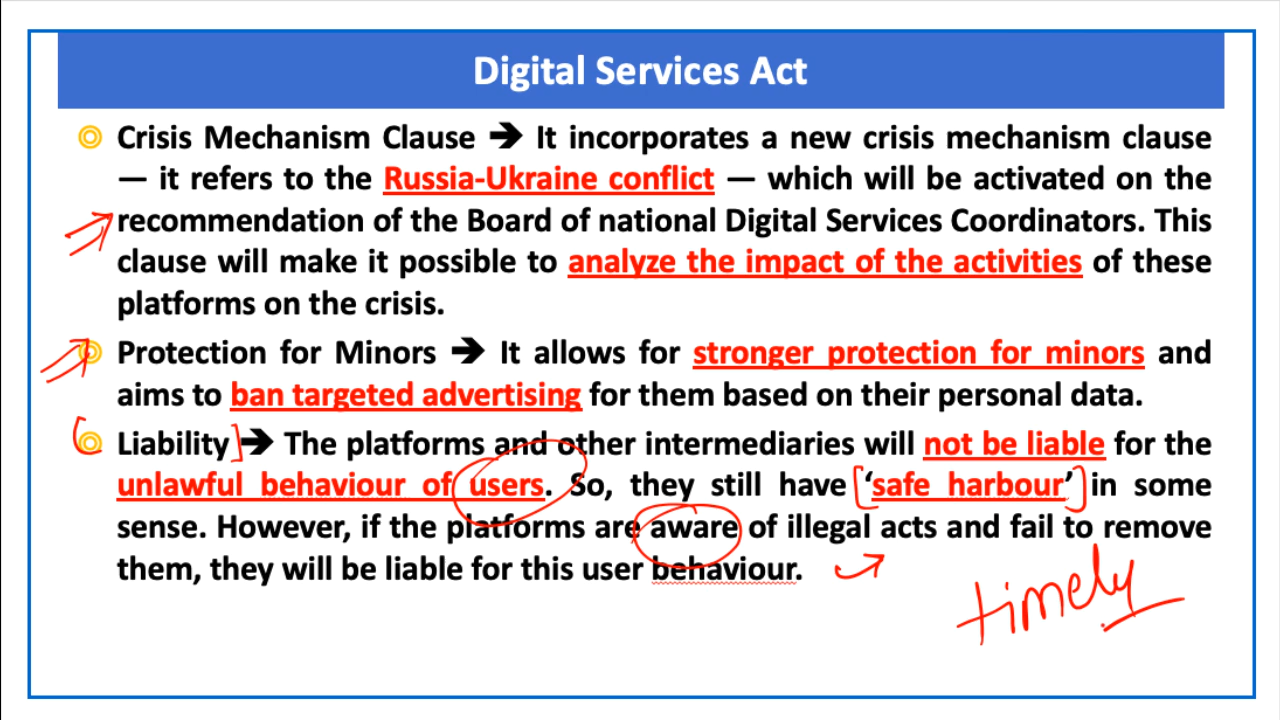 Digital Services Act
Crisis Mechanism Clause ➔ It incorporates a new crisis mechanism clause
— it refers to the Russia-Ukraine conflict — which will be activated on the
recommendation of the Board of national Digital Services Coordinators. This
clause will make it possible to analyze the impact of the activities of these
platforms on the crisis.
Protection for Minors ➔ It allows for stronger protection for minors and
aims to ban targeted advertising for them based on their personal data.
Liability ➔ The platforms and other intermediaries will not be liable for the
unlawful behaviour of users. So, they still have ‘safe harbour’ in some
sense. However, if the platforms are aware of illegal acts and fail to remove
them, they will be liable for this user behaviour.
timely